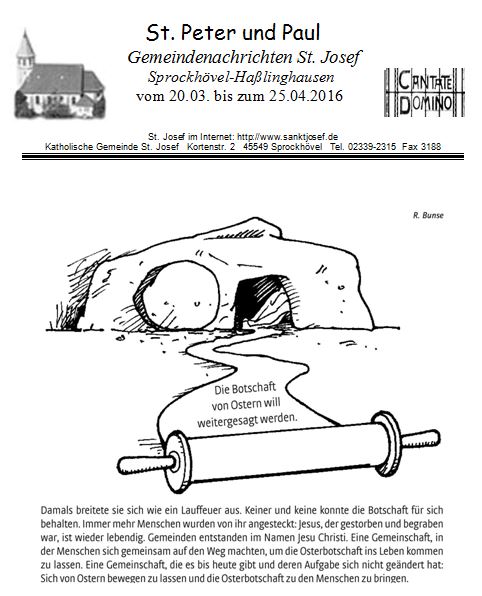 St. Peter und Paul
Gemeindenachrichten St. Josef
Sprockhövel-Haßlinghausen
vom 20.03. bis zum 25.04.2016
CANTATE
DOMINO
St. Josef im Internet: http://www.sanktjosef.de
Katholische Gemeinde St. Josef Kortenstr. 2 45549 Sprockhövel Tel. 02339-2315 Fax 3188
R. Bunse
Die Botschaft
von Ostern will
weitergesagt werden.
Damals breitete sie sich wie ein Lauffeuer aus. Keiner und keine konnte die Botschaft für sich
behalten. Immer mehr Menschen wurden von ihr angesteckt: Jesus, der gestorben und begraben
war, ist wieder lebendig. Gemeinden entstanden im Namen Jesu Christi. Eine Gemeinschaft, in
der Menschen sich gemeinsam auf den Weg machten, um die Osterbotschaft ins Leben kommen
zu lassen. Eine Gemeinschaft, die es bis heute gibt und deren Aufgabe sich nicht geändert hat:
Sich von Ostern bewegen zu lassen und die Osterbotschaft zu den Menschen zu bringen.